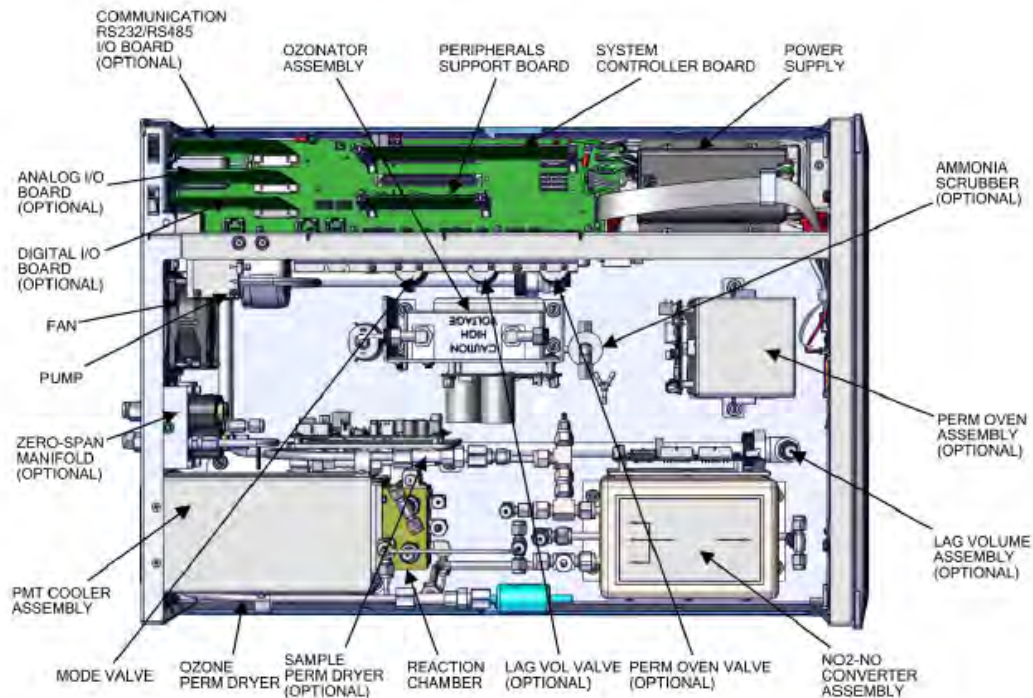 COMMUNICATION
RS232/RS485
I/O BOARD
(OPTIONAL)
OZONATOR
ASSEMBLY
PERIPHERALS
SUPPORT BOARD
SYSTEM
CONTROLLER BOARD
POWER
SUPPLY
ANALOG I/O
BOARD
(OPTIONAL)
AMMONIA
SCRUBBER
(OPTIONAL)
DIGITAL I/O
BOARD
(OPTIONAL)
FAN
CAUTION
HIGH
VOLTAGE
PUMP
ZERO-SPAN
MANIFOLD
(OPTIONAL)
PERM OVEN
ASSEMBLY
(OPTIONAL)
LAG VOLUME
ASSEMBLY
(OPTIONAL)
PMT COOLER
ASSEMBLY
MODE VALVE
OZONE
PERM DRYER
SAMPLE
PERM DRYER
(OPTIONAL)
REACTION
CHAMBER
LAG VOL VALVE
(OPTIONAL)
PERM OVEN VALVE
(OPTIONAL)
NO2-NO
CONVERTER
ASSEMBLY